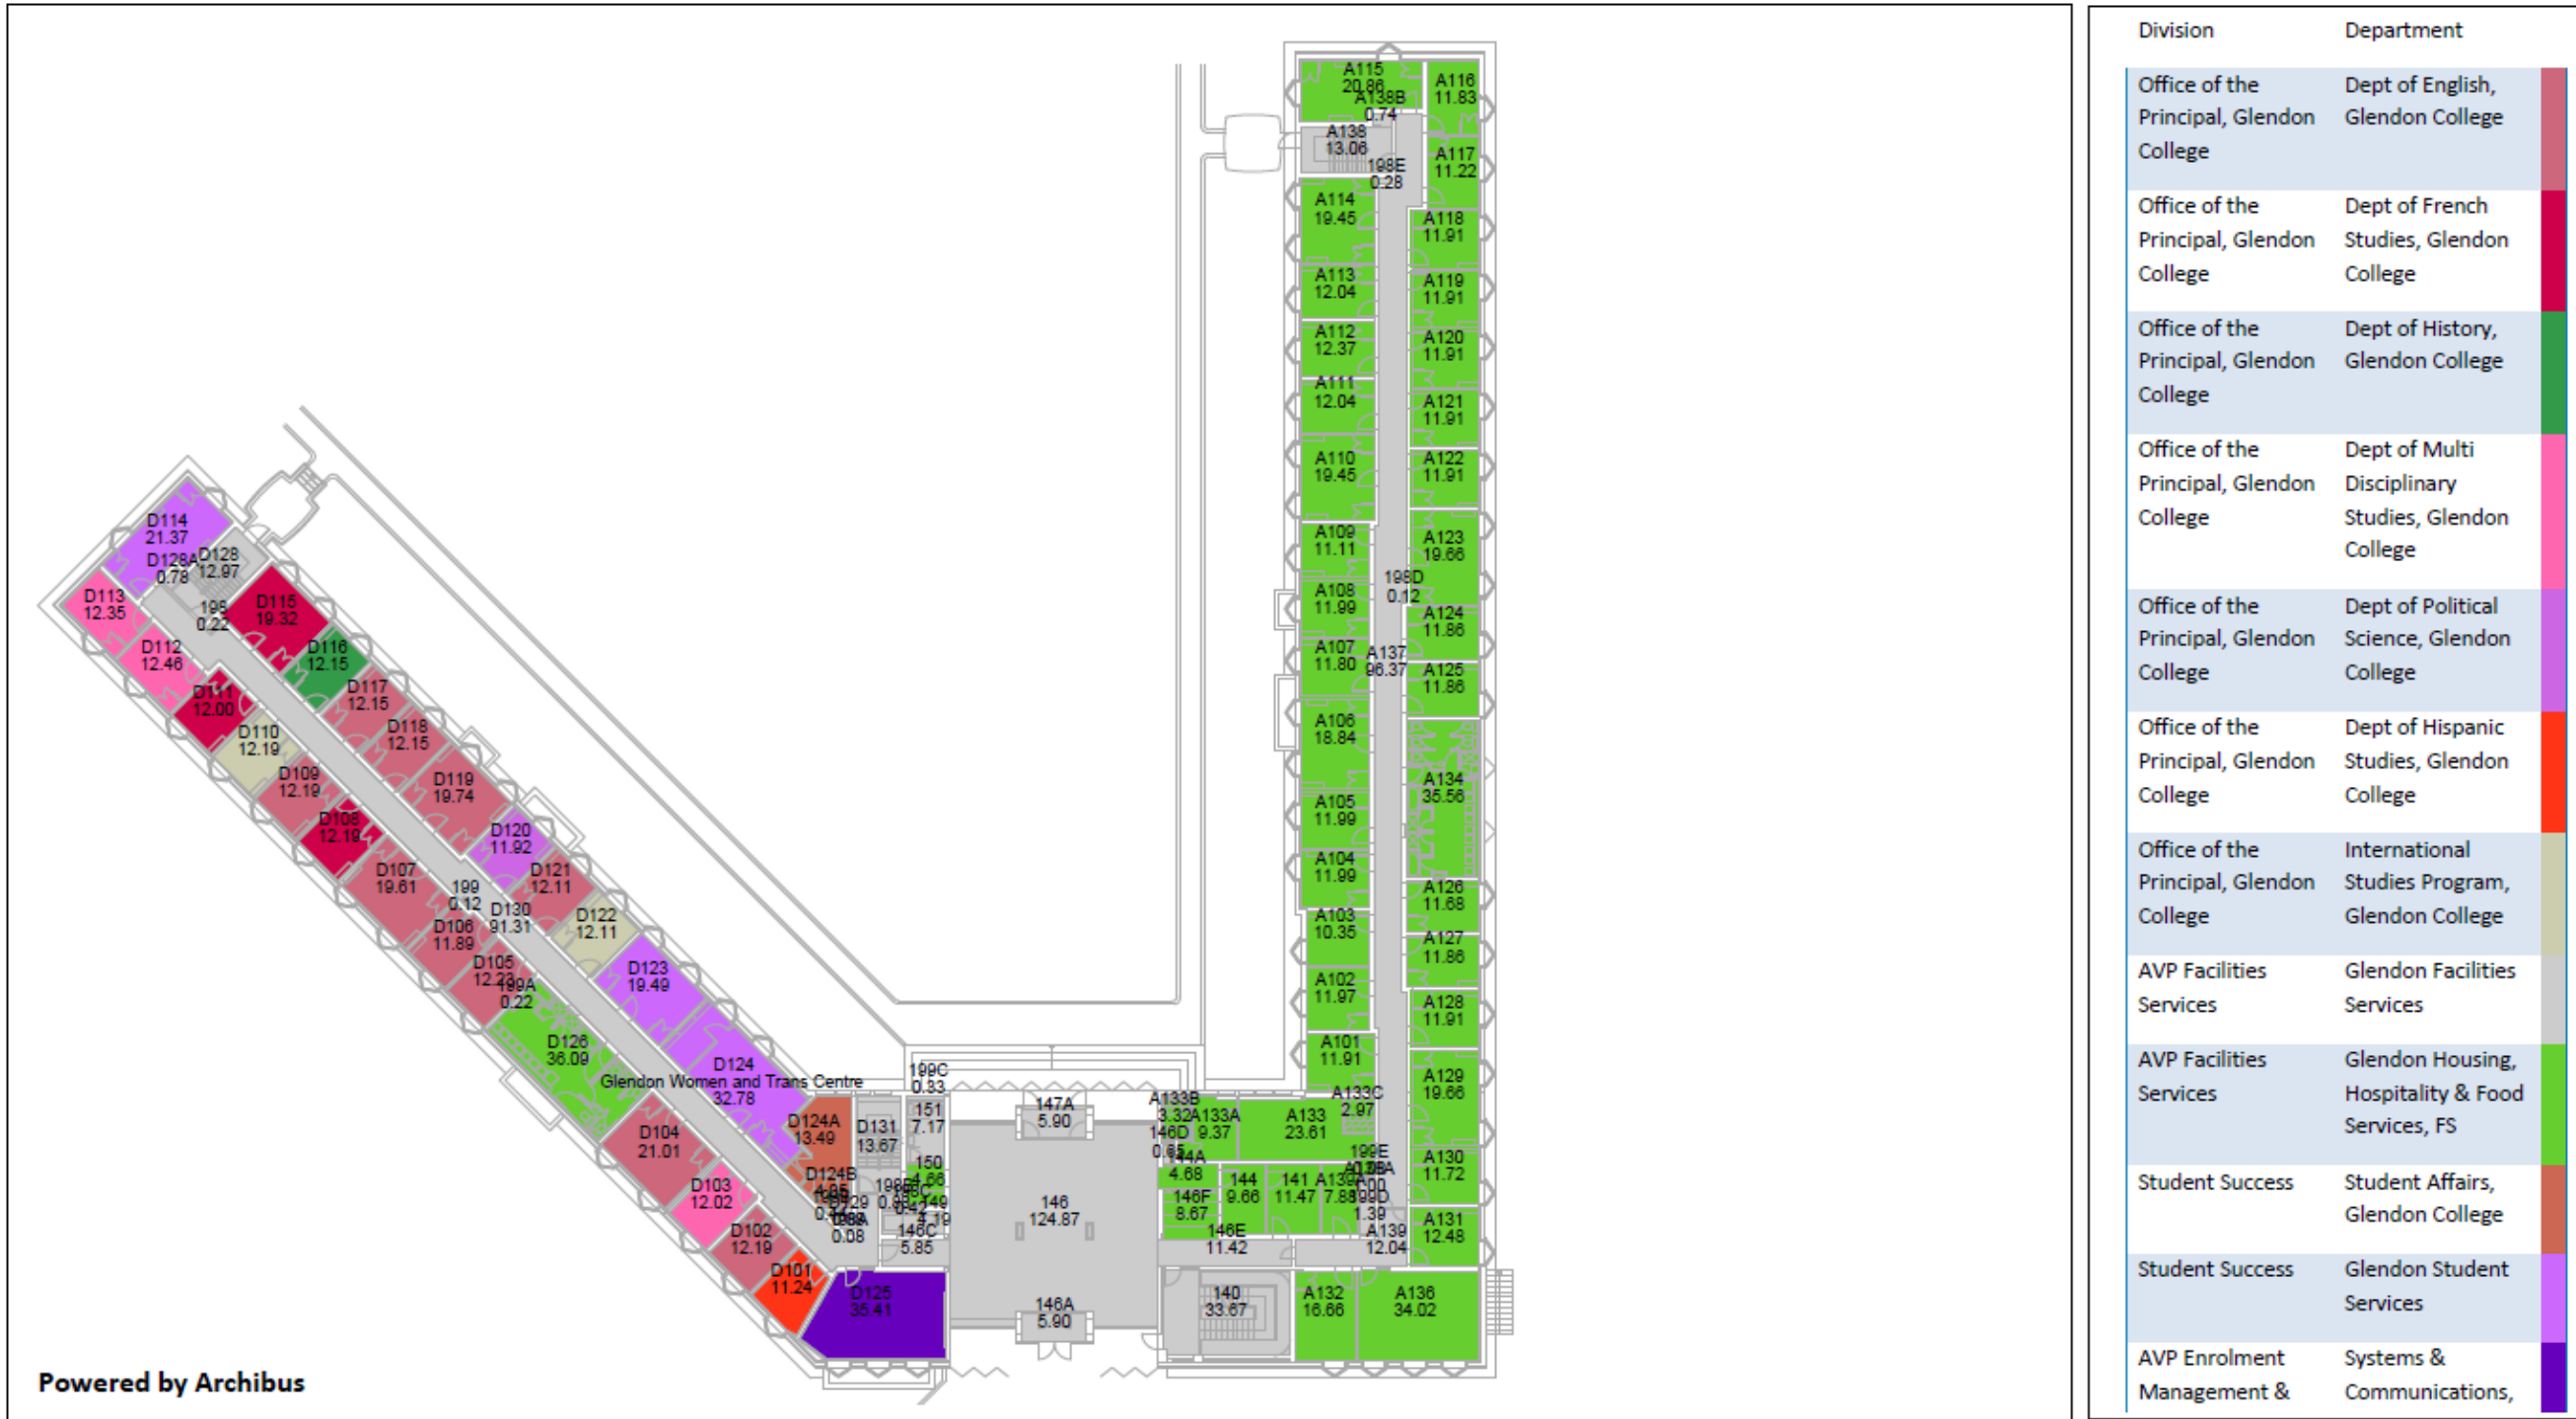 A115
20.86
A138B
0.74
A116
11.83
A138
13.06
A117
11.22
198E
0.28
A114
19.45
A118
11.91
A113
12.04
A119
11.91
A112
12.37
A120
11.91
A111
12.04
A121
11.91
A110
19.45
A122
11.91
A109
11.11
A123
19.66
A108
11.99
198D
0.12
A124
11.86
A107
11.80
A137
96.37
A125
11.86
A106
18.84
A134
35.56
A105
11.99
A104
11.99
A126
11.68
A103
10.35
A127
11.86
A102
11.97
A128
11.91
A101
11.91
A129
19.66
A133C
2.97
A133B
3.32
A133A
9.37
A133
23.61
146D
0.65
199E
144A
4.68
A130
11.72
144
9.66
141
11.47
7.88
199D
1.39
146F
8.67
A131
12.48
146E
11.42
A139
12.04
140
33.67
A132
16.66
A136
34.02
D114
21.37
D128A
0.78
D128
12.97
D113
12.35
198
0.22
D115
19.32
D112
12.46
D116
12.15
D111
12.00
D117
12.15
D110
12.19
D118
12.15
D109
12.19
D119
19.74
D108
12.19
D120
11.92
D107
19.61
D121
12.11
199
0.12
D130
91.31
D122
12.11
D106
11.89
D105
12.23
199A
0.22
D123
19.49
D126
36.09
D124
Glendon Women and Trans Centre
32.78
199C
0.33
D104
21.01
D124A
13.49
D131
13.67
151
7.17
147A
5.90
D103
12.02
D124B
4.95
150
4.66
149
4.19
D129
0.08
146C
5.85
146
124.87
D102
12.19
D101
11.24
D125
35.41
146A
5.90
Powered by Archibus
Division Department
Office of the Dept of English,
Principal, Glendon Glendon College
College
Office of the Dept of French
Principal, Glendon Studies, Glendon
College College
Office of the Dept of History,
Principal, Glendon Glendon College
College
Office of the Dept of Multi
Principal, Glendon Disciplinary
College Studies, Glendon
College
Office of the Dept of Political
Principal, Glendon Science, Glendon
College College
Office of the Dept of Hispanic
Principal, Glendon Studies, Glendon
College College
Office of the International
Principal, Glendon Studies Program,
College Glendon College
AVP Facilities Glendon Facilities
Services Services
AVP Facilities Glendon Housing,
Services Hospitality & Food
Services, FS
Student Success Student Affairs,
Glendon College
Student Success Glendon Student
Services
AVP Enrolment Systems &
Management & Communications,